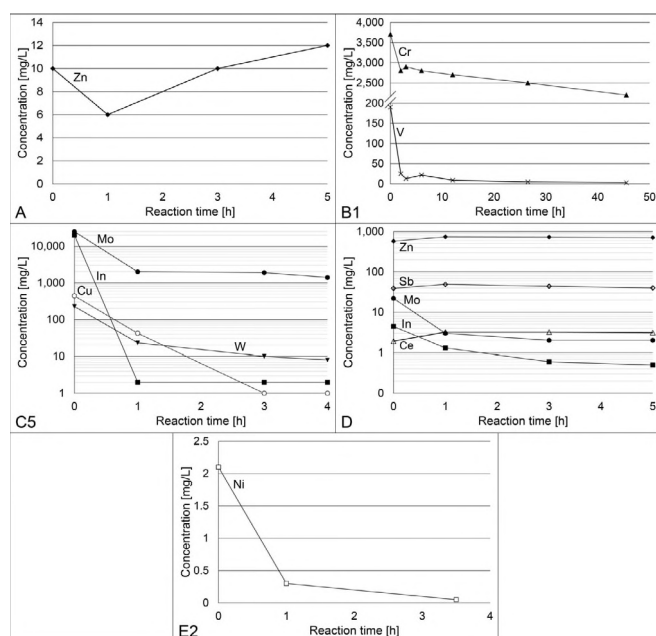 Concentration [mg/L]
14
12
10
8
6
4
2
0
Zn
0 1 2 3 4 5
Reaction time [h]
A
Concentration [mg/L]
4,000
3,500
3,000
2,500
200
150
100
50
0
Cr
V
0 10 20 30 40 50
Reaction time [h]
B1
Concentration [mg/L]
10,000
1,000
100
10
1
Mo
In
Cu
W
0 1 2 3 4
Reaction time [h]
C5
Concentration [mg/L]
1,000
100
10
1
Zn
Sb
Mo
In
Ce
0 1 2 3 4 5
Reaction time [h]
D
Concentration [mg/L]
2.5
2
1.5
1
0.5
0
Ni
0 1 2 3 4
Reaction time [h]
E2